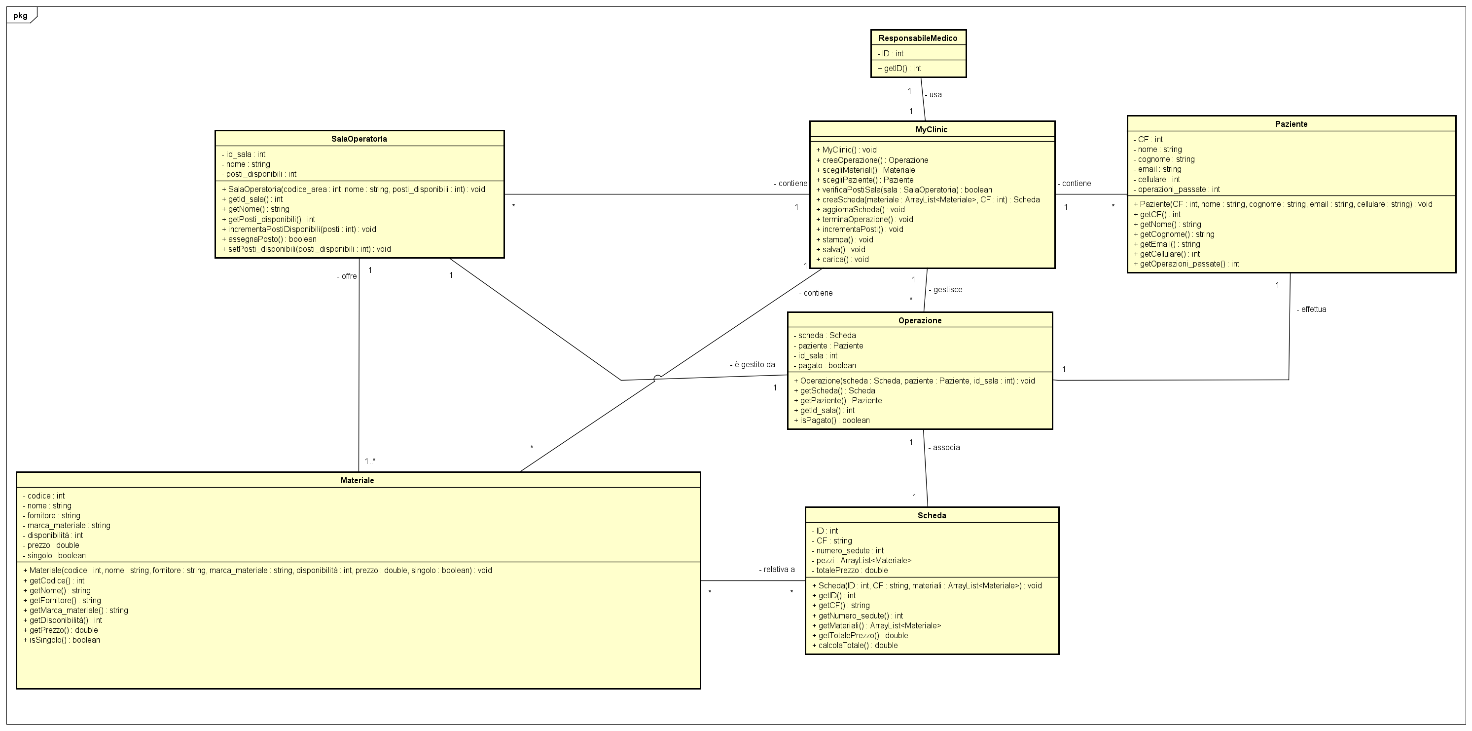 pkg
ResponsabileMedico
- ID : int
+ getID() : int
1
- usa
1
MyClinic
+ MyClinic() : void
+ creaOperazione() : Operazione
+ scegliMateriali() : Materiale
+ scegliPaziente() : Paziente
+ verificaPostiSala(sala : SalaOperatoria) : boolean
+ creaScheda(materiale : ArrayList<Materiale>, CF : int) : Scheda
+ aggiornaScheda() : void
+ terminaOperazione() : void
+ incrementaPosti() : void
+ stampa() : void
+ salva() : void
+ carica() : void
SalaOperatoria
- id_sala : int
- nome : string
- posti_disponibili : int
+ SalaOperatoria(codice_area : int, nome : string, posti_disponibili : int) : void
+ getId_sala() : int
+ getNome() : string
+ getPosti_disponibili() : int
+ incrementaPostiDisponibili(posti : int) : void
+ assegnaPosto() : boolean
+ setPosti_disponibili(posti_disponibili : int) : void
Paziente
- CF : int
- nome : string
- cognome : string
- email : string
- cellulare : int
- operazioni_passate : int
+ Paziente(CF : int, nome : string, cognome : string, email : string, cellulare : string) : void
+ getCF() : int
+ getNome() : string
+ getCognome() : string
+ getEmail() : string
+ getCellulare() : int
+ getOperazioni_passate() : int
- contiene
*
1
- contiene
1
*
- offre
1
1
1..*
- contiene
*
- gestisce
*
- effettua
1
- è gestito da
1
Operazione
- scheda : Scheda
- paziente : Paziente
- id_sala : int
- pagato : boolean
+ Operazione(scheda : Scheda, paziente : Paziente, id_sala : int) : void
+ getScheda() : Scheda
+ getPaziente() : Paziente
+ getId_sala() : int
+ isPagato() : boolean
1
- associa
Materiale
- codice : int
- nome : string
- fornitore : string
- marca_materiale : string
- disponibilità : int
- prezzo : double
- singolo : boolean
+ Materiale(codice : int, nome : string, fornitore : string, marca_materiale : string, disponibilità : int, prezzo : double, singolo : boolean) : void
+ getCodice() : int
+ getNome() : string
+ getFornitore() : string
+ getMarca_materiale() : string
+ getDisponibilità() : int
+ getPrezzo() : double
+ isSingolo() : boolean
- relativa a
*
*
Scheda
- ID : int
- CF : string
- numero_sedute : int
- pezzi : ArrayList<Materiale>
- totalePrezzo : double
+ Scheda(ID : int, CF : string, materiali : ArrayList<Materiale>) : void
+ getID() : int
+ getCF() : string
+ getNumero_sedute() : int
+ getMateriali() : ArrayList<Materiale>
+ getTotalePrezzo() : double
+ calcolaTotale() : double